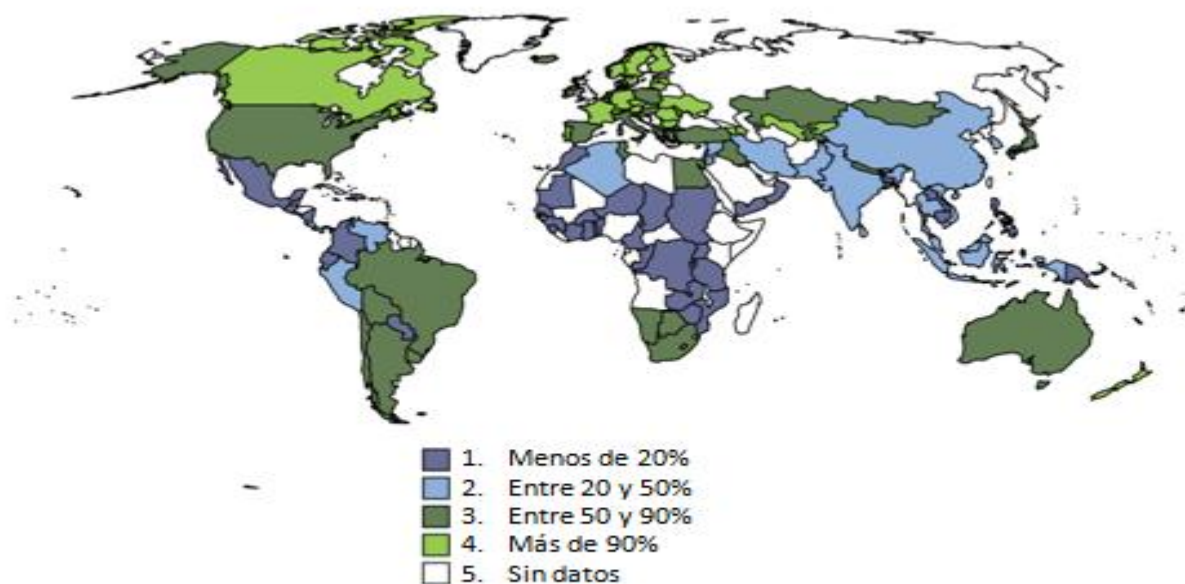 1. Menos de 20%
2. Entre 20 y 50%
3. Entre 50 y 90%
4. Más de 90%
5. Sin datos